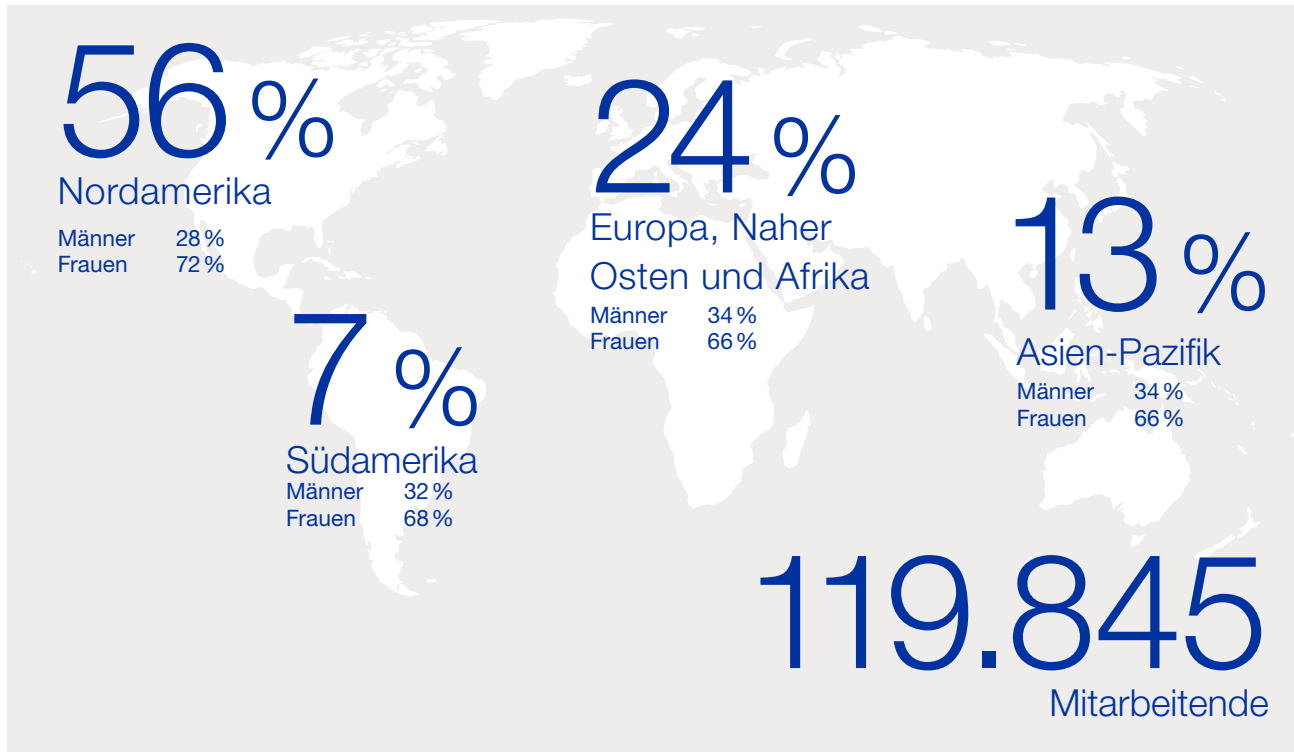 56 %
Nordamerika
Männer 28 %
Frauen 72 %
24 %
Europa, Naher
Osten und Afrika
Männer 34 %
Frauen 66 %
13 %
Asien-Pazifik
Männer 34 %
Frauen 66 %
7 %
Südamerika
Männer 32 %
Frauen 68 %
119.845
Mitarbeitende